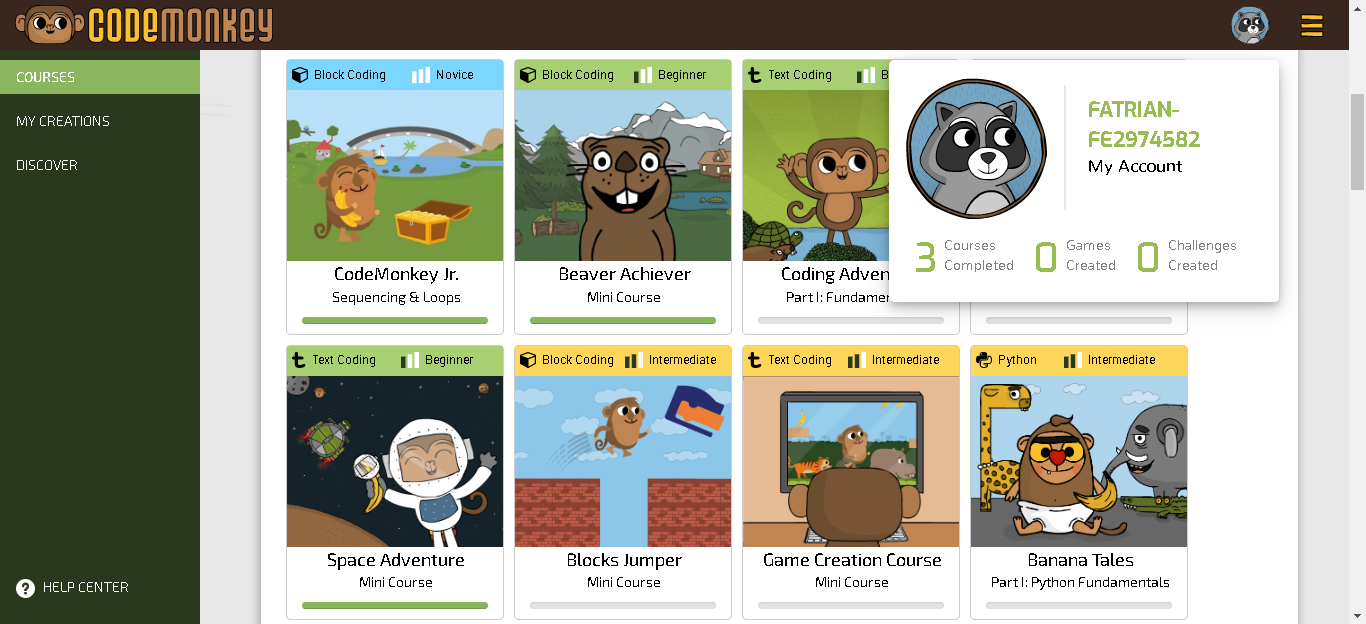 CODEMONKEY
COURSES
MY CREATIONS
DISCOVER
HELP CENTER
Block Coding Novice
CodeMonkey Jr.
Sequencing & Loops
Block Coding Beginner
Beaver Achiever
Mini Course
Text Coding B
Coding Adven
Part I: Fundamen
FATRIAN-
FE2974582
My Account
3 Courses
Completed
0 Games
Created
0 Challenges
Created
Text Coding Beginner
Space Adventure
Mini Course
Block Coding Intermediate
Blocks Jumper
Mini Course
Text Coding Intermediate
Game Creation Course
Mini Course
Python Intermediate
Banana Tales
Part I: Python Fundamentals